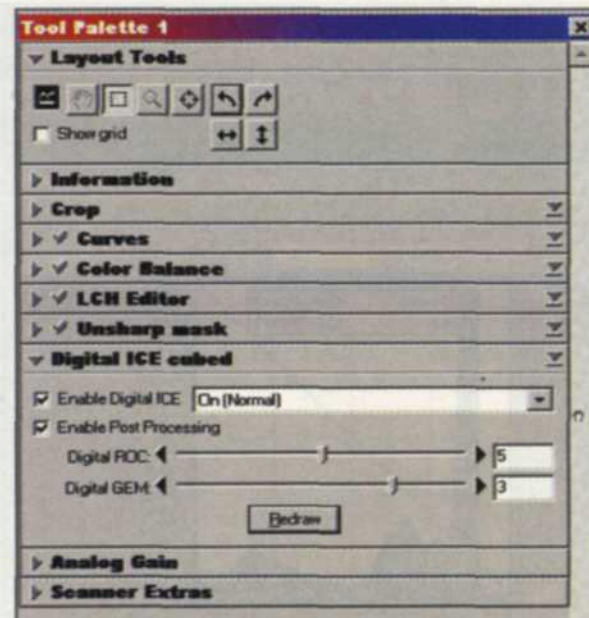 Tool Palette 1
Layout Tools
Show grid
Information
Crop
Curves
Color Balance
LCH Editor
Unsharp mask
Digital ICE cubed
Enable Digital ICE On (Normal)
Enable Post Processing
Digital ROC: 5
Digital GEM: 3
Redraw
Analog Gain
Scanner Extras
c